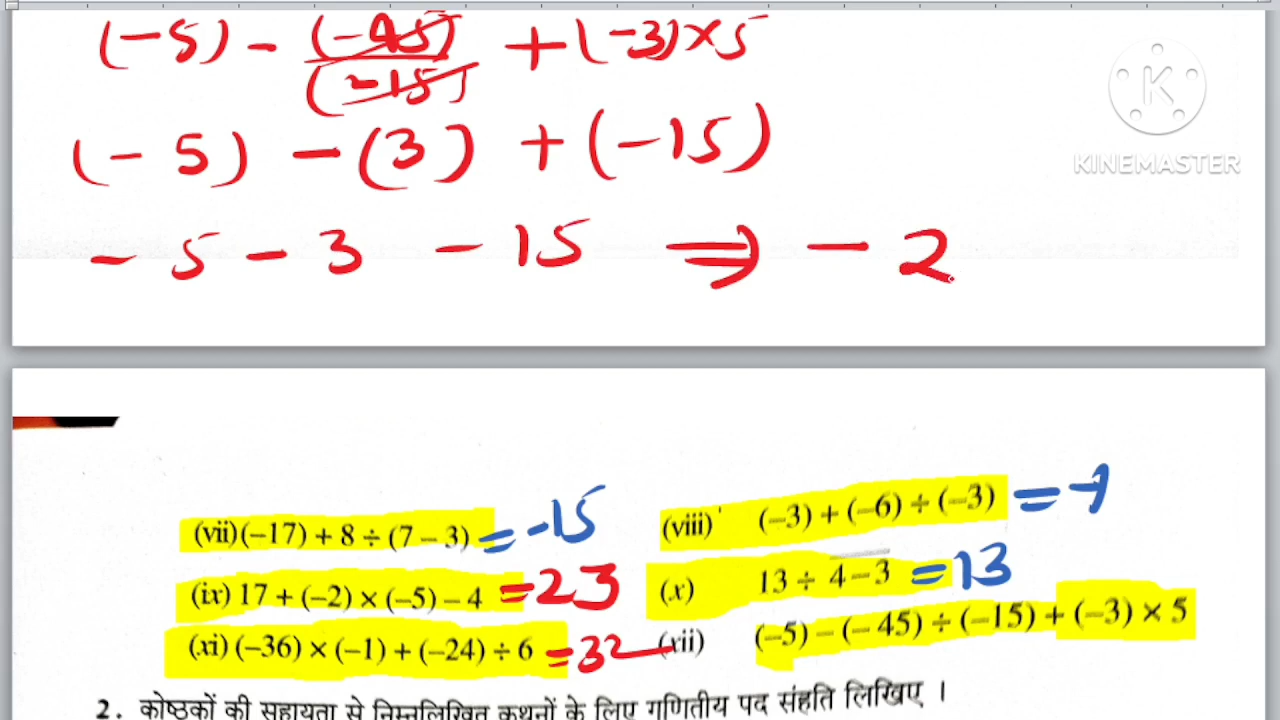 (-5) - (-45)/(-15) + (-3)×5
KINEMASTER
(-5) - (3) + (-15)
-5 - 3 - 15 ⇒ - 2
(vii) (–17) + 8 ÷ (7 – 3) = -15
(viii) (–3) + (–6) ÷ (–3) = -1
(ix) 17 + (–2) × (–5) – 4 = 23
(x) 13 ÷ 4̅ ̅–̅ ̅3̅ = 13
(xi) (–36) × (–1) + (–24) ÷ 6 = 32
(xii) (–5) – (– 45) ÷ (–15) + (–3) × 5
2. कोष्ठकों की सहायता से निम्नलिखित कथनों के लिए गणितीय पद संहति लिखिए ।